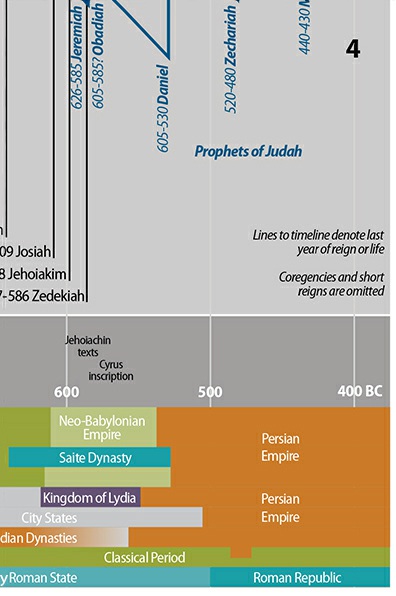 626-585 Jeremiah
605-585? Obadiah
605-530 Daniel
520-480 Zechariah
440-430
4
Prophets of Judah
09 Josiah
8 Jehoiakim
7-586 Zedekiah
Lines to timeline denote last
year of reign or life
Coregencies and short
reigns are omitted
Jehoiachin
texts
Cyrus
inscription
600
500
400 BC
Neo-Babylonian
Empire
Persian
Empire
Saite Dynasty
Kingdom of Lydia
Persian
Empire
City States
dian Dynasties
Classical Period
y Roman State
Roman Republic